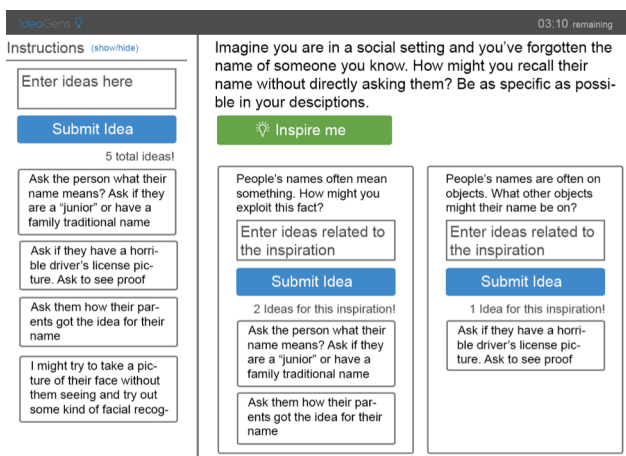 IdeaGens
03:10 remaining
Instructions (show/hide)
Enter ideas here
Submit Idea
5 total ideas!
Ask the person what their
name means? Ask if they
are a “junior” or have a
family traditional name
Ask if they have a horri-
ble driver’s license pic-
ture. Ask to see proof
Ask them how their par-
ents got the idea for their
name
I might try to take a pic-
ture of their face without
them seeing and try out
some kind of facial recog-
Imagine you are in a social setting and you’ve forgotten the
name of someone you know. How might you recall their
name without directly asking them? Be as specific as possi-
ble in your desciptions.
Inspire me
People’s names often mean
something. How might you
exploit this fact?
Enter ideas related to
the inspiration
Submit Idea
2 Ideas for this inspiration!
Ask the person what their
name means? Ask if they
are a “junior” or have a
family traditional name
Ask them how their par-
ents got the idea for their
name
People’s names are often on
objects. What other objects
might their name be on?
Enter ideas related to
the inspiration
Submit Idea
1 Idea for this inspiration!
Ask if they have a horri-
ble driver’s license pic-
ture. Ask to see proof